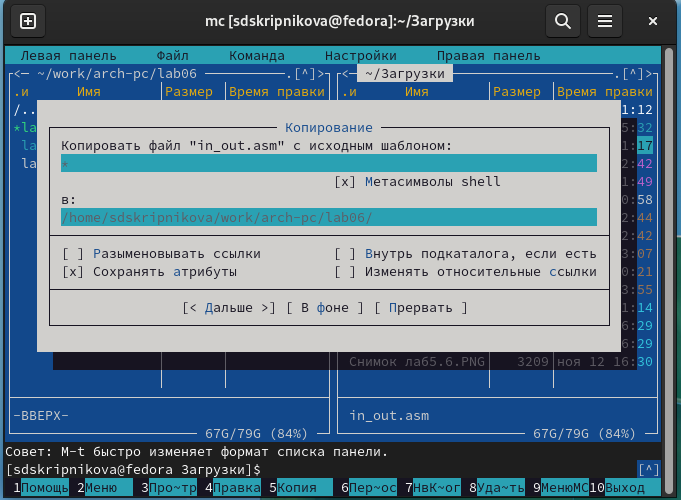 mc [sdskripnikova@fedora]:~/Загрузки
Левая панель Файл Команда Настройки Правая панель
<— ~/work/arch-pc/lab06 .[^]> <— ~/Загрузки .[^]>
.и Имя Размер Время правки .и Имя Размер Время правки
/.. 1:12
*la 5:32
la 1:17
la 2:42
1:49
0:58
2:44
2:42
3:07
0:21
3:55
1:14
6:29
6:29
Копирование
Копировать файл "in_out.asm" с исходным шаблоном:
*
[x] Метасимволы shell
в:
/home/sdskripnikova/work/arch-pc/lab06/
[ ] Разыменовывать ссылки [ ] Внутрь подкаталога, если есть
[x] Сохранять атрибуты [ ] Изменять относительные ссылки
[< Дальше >] [ В фоне ] [ Прервать ]
Снимок лаб5.6.PNG 3209 ноя 12 16:30
-ВВЕРХ- in_out.asm
67G/79G (84%) 67G/79G (84%)
Совет: M-t быстро изменяет формат списка панели.
[sdskripnikova@fedora Загрузки]$ [^]
1Помощь 2Меню 3Про~тр 4Правка 5Копия 6Пер~ос 7НвК~ог 8Уда~ть 9МенюMC 10Выход